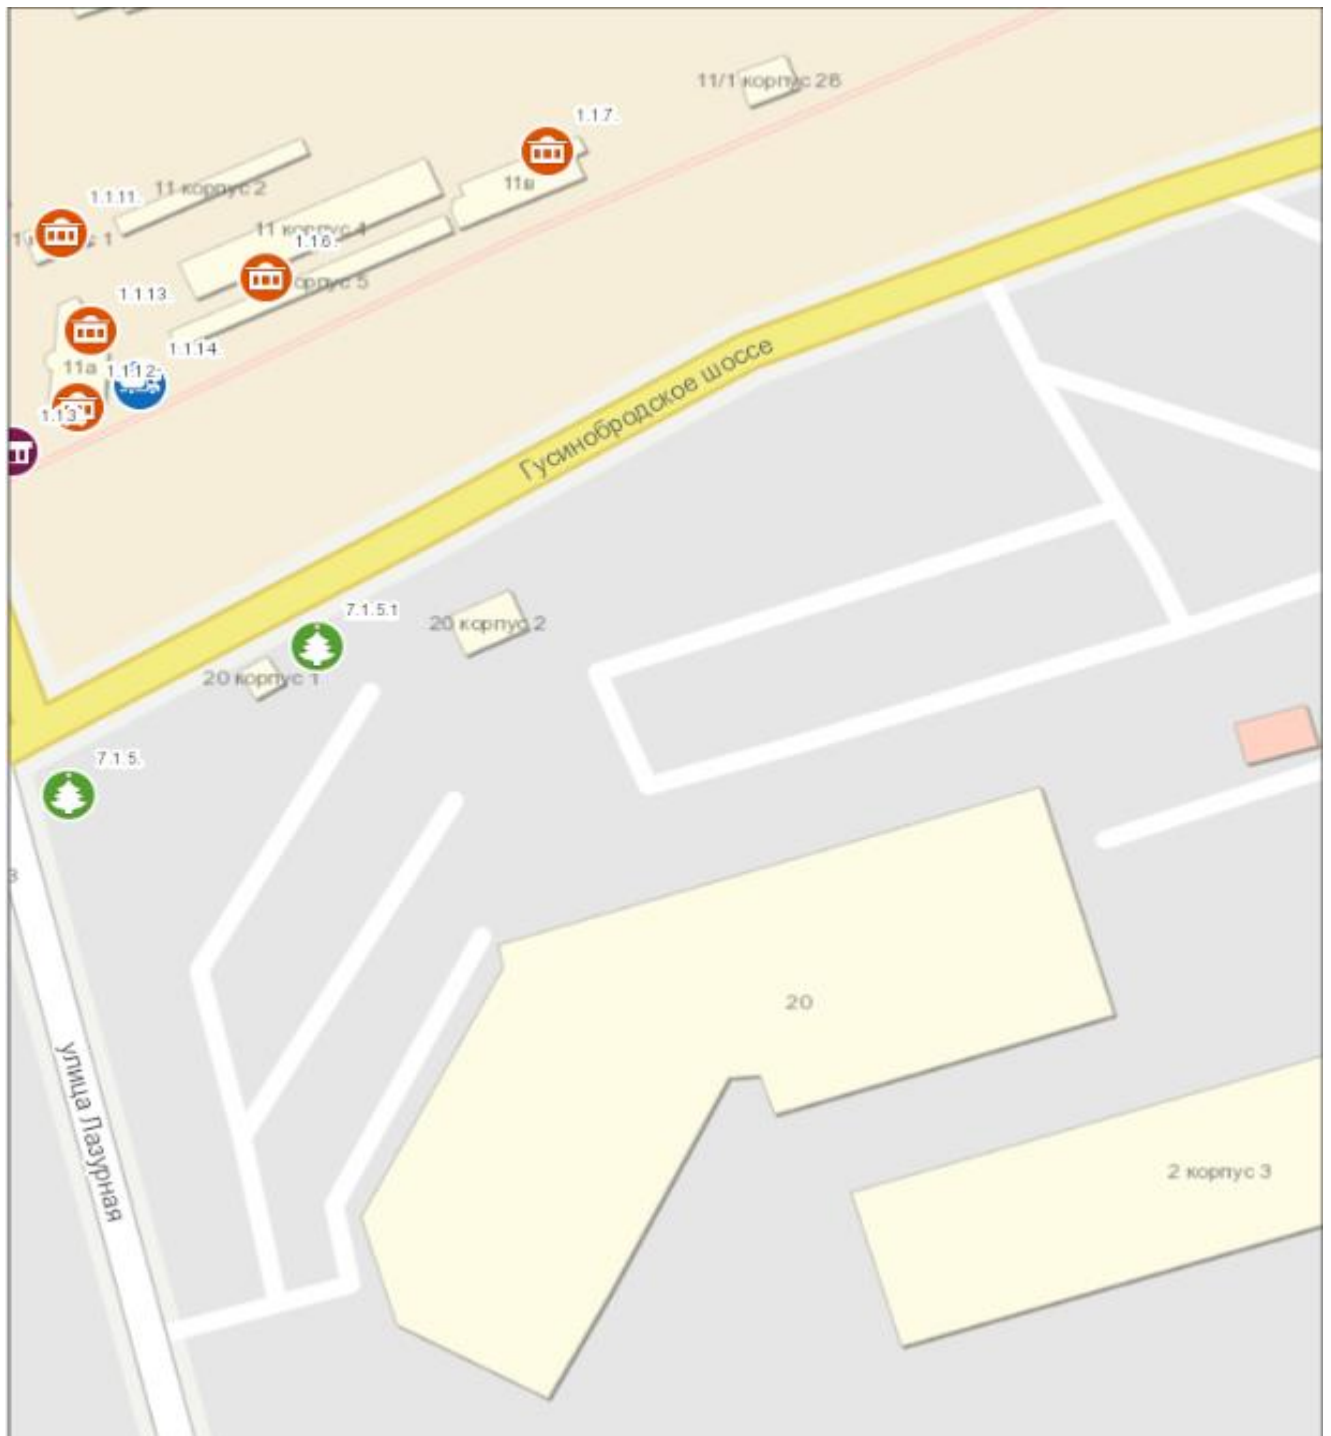 11/1 корпус 28
1.1.7.
11в
1.1.11.
11 корпус 2
11 корпус 4
1.1.6.
1.1.13.
1.1.14.
11а
1.1.12.
1.1.3.
Гусинобродское шоссе
7.1.5.1
20 корпус 2
20 корпус 1
7.1.5.
20
улица Лазурная
2 корпус 3